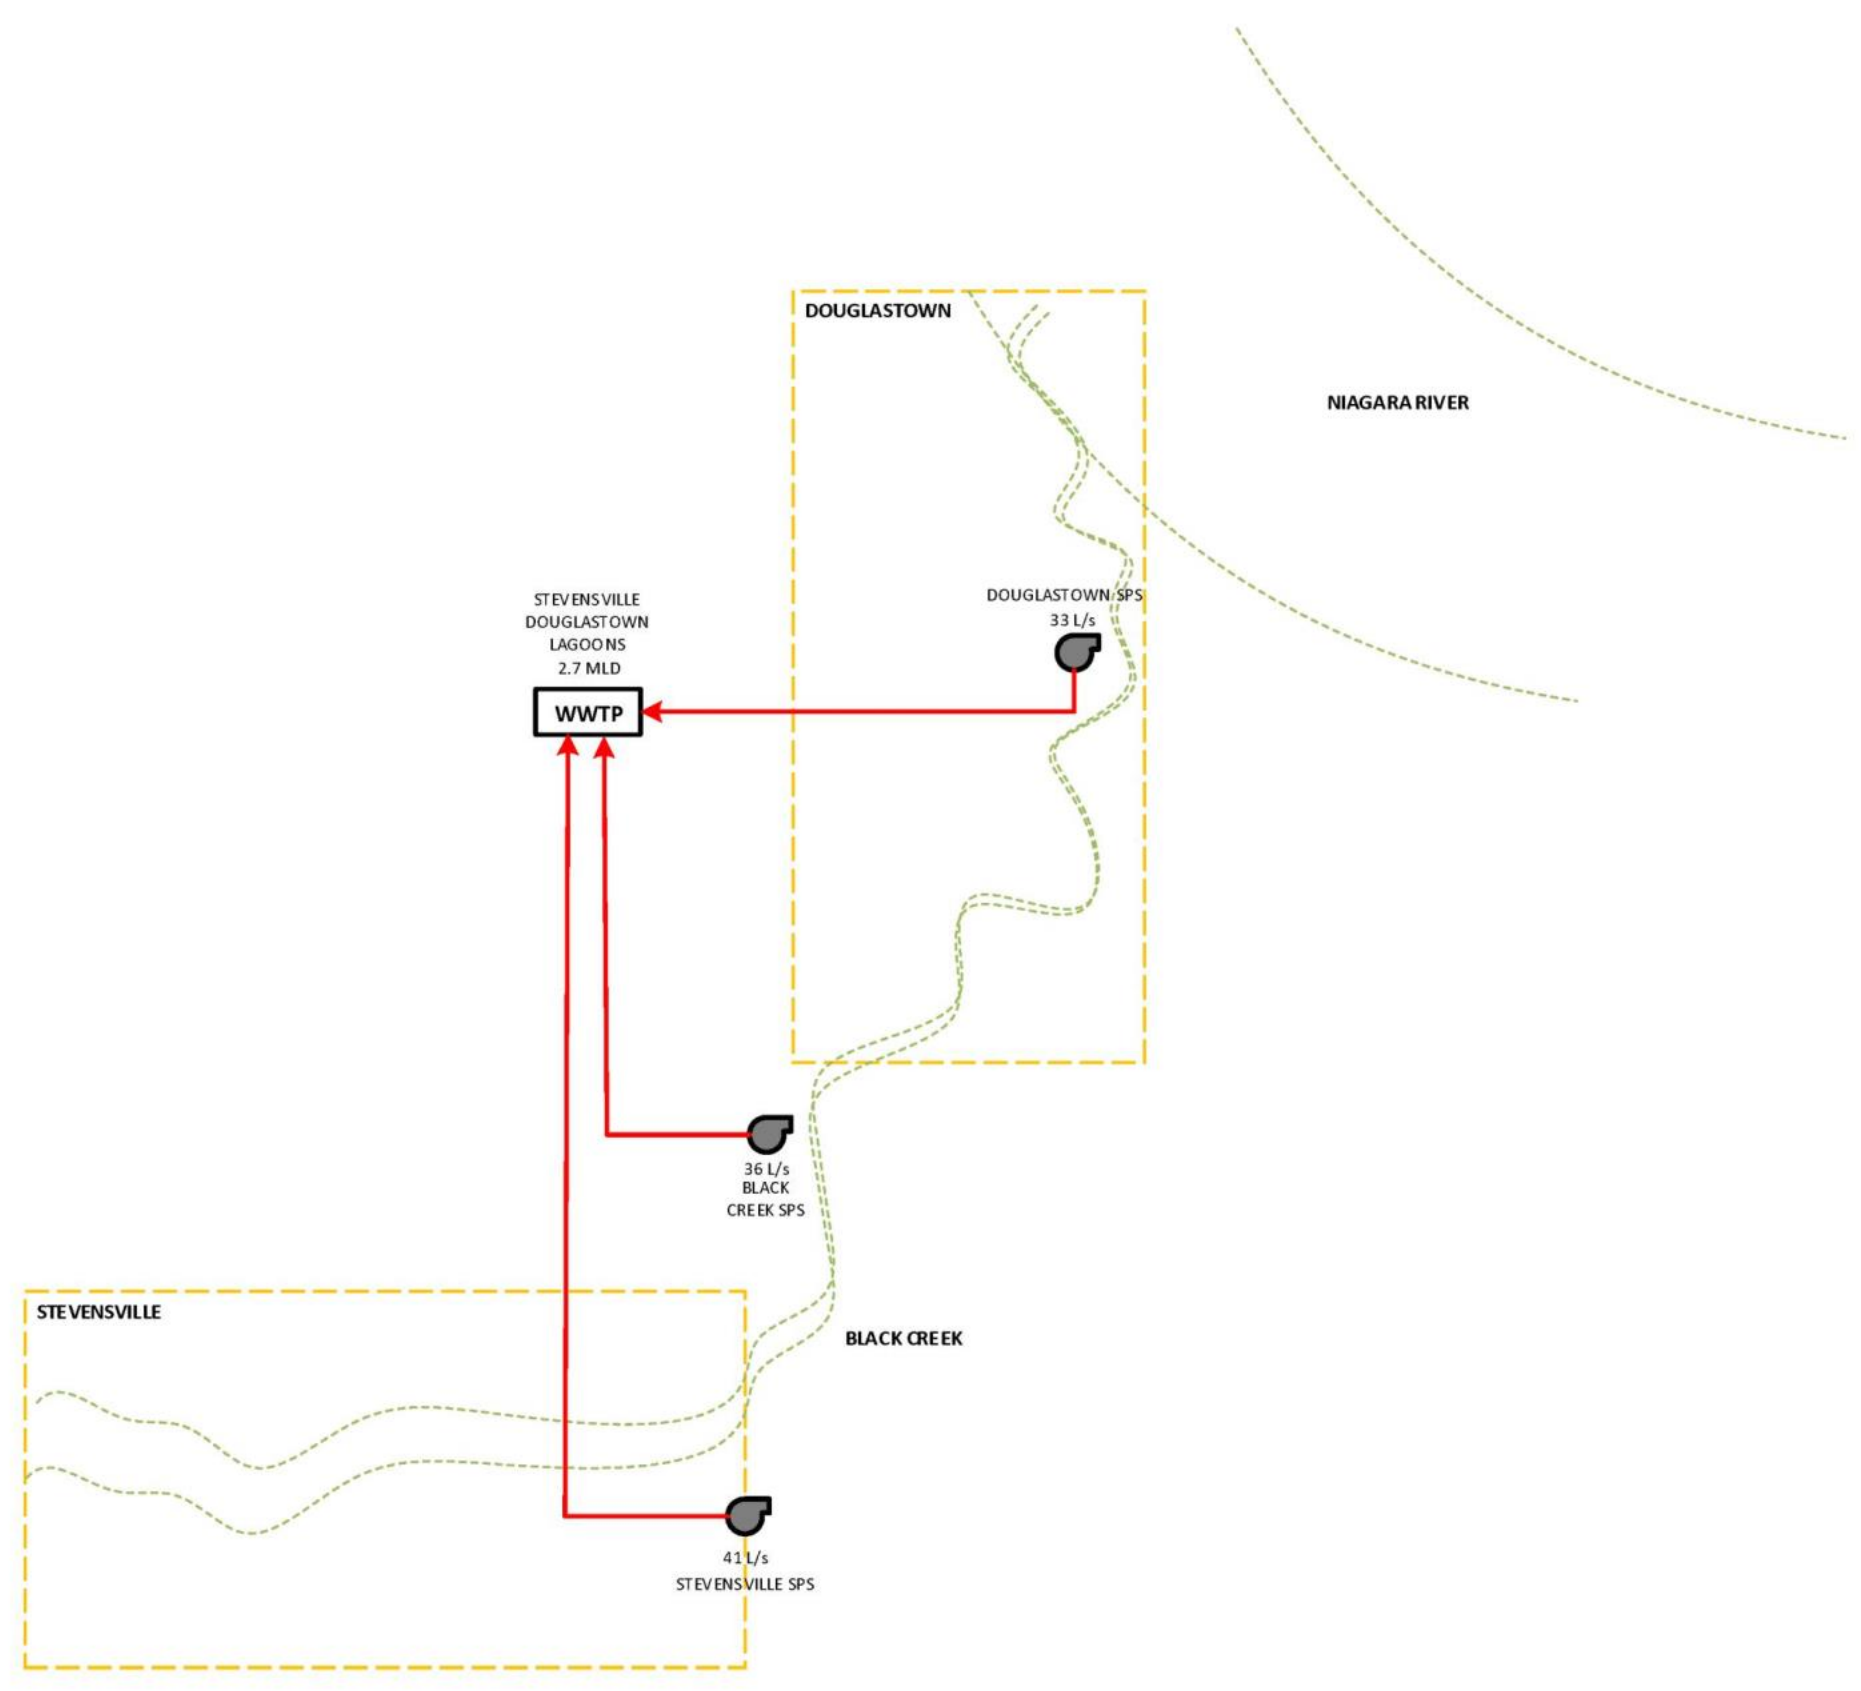 DOUGLASTOWN
NIAGARA RIVER
DOUGLASTOWN SPS
33 L/s
STEVENSVILLE
DOUGLASTOWN
LAGOONS
2.7 MLD
WWTP
36 L/s
BLACK
CREEK SPS
STEVENSVILLE
BLACK CREEK
41 L/s
STEVENSVILLE SPS